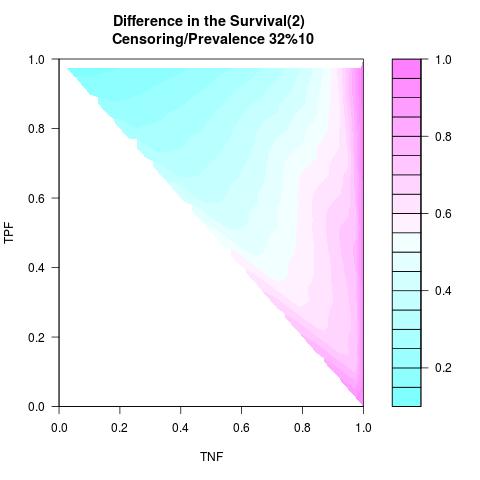 Difference in the Survival(2)
Censoring/Prevalence 32%10
1.0
0.8
0.6
0.4
0.2
0.0
TPF
0.0 0.2 0.4 0.6 0.8 1.0
TNF
1.0
0.8
0.6
0.4
0.2